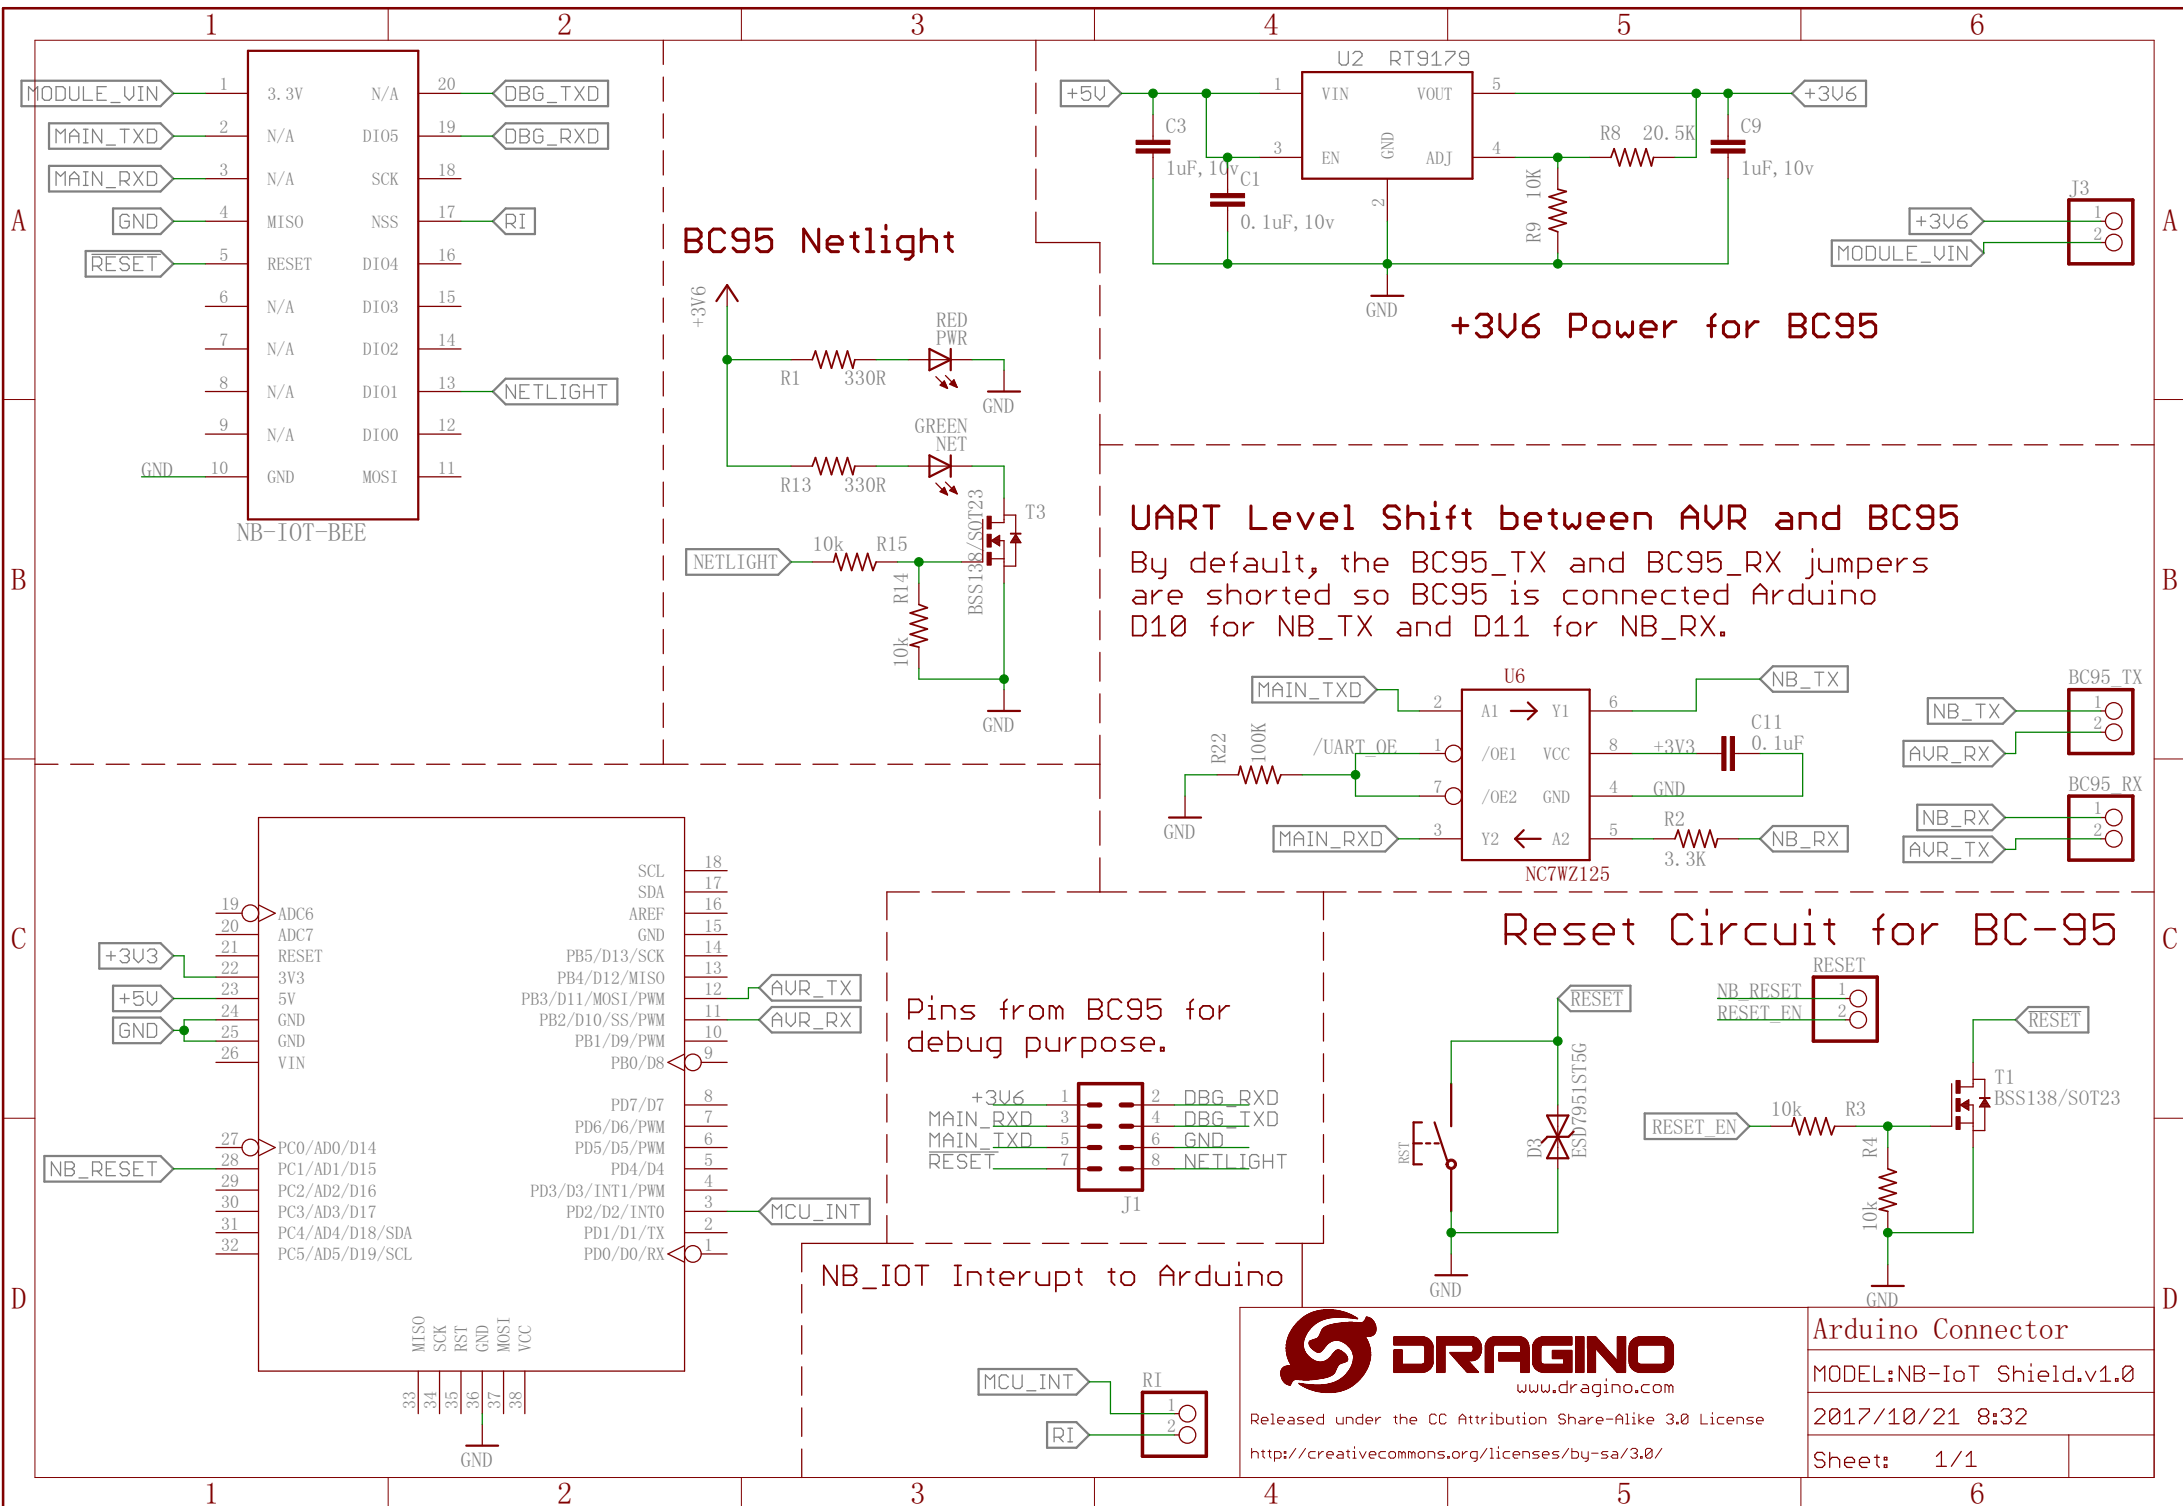 1 2 3 4 5 6
A
B
C
D
MODULE_VIN 1 3.3V N/A 20 DBG_TXD
MAIN_TXD 2 N/A DIO5 19 DBG_RXD
MAIN_RXD 3 N/A SCK 18
GND 4 MISO NSS 17 RI
RESET 5 RESET DIO4 16
6 N/A DIO3 15
7 N/A DIO2 14
8 N/A DIO1 13 NETLIGHT
9 N/A DIO0 12
GND 10 GND MOSI 11
NB-IOT-BEE
BC95 Netlight
+3V6
RED
PWR
R1 330R
GND
GREEN
NET
R13 330R
BSS138/SOT23
T3
NETLIGHT 10k R15
R14
10k
GND
U2 RT9179
+5V 1 VIN VOUT 5 +3V6
C3
1uF, 10v
3 EN GND ADJ 4
2
C1
0.1uF, 10v
R8 20.5K
R9 10K
C9
1uF, 10v
GND
+3V6 Power for BC95
J3
+3V6 1
MODULE_VIN 2
UART Level Shift between AVR and BC95
By default, the BC95_TX and BC95_RX jumpers
are shorted so BC95 is connected Arduino
D10 for NB_TX and D11 for NB_RX.
U6
MAIN_TXD 2 A1 Y1 6 NB_TX
/UART_OE 1 /OE1 VCC 8 +3V3
C11
0.1uF
R22 100K
7 /OE2 GND 4 GND
GND
MAIN_RXD 3 Y2 A2 5 R2 3.3K NB_RX
NC7WZ125
BC95_TX
NB_TX 1
AVR_RX 2
BC95_RX
NB_RX 1
AVR_TX 2
SCL 18
SDA 17
19 ADC6 AREF 16
20 ADC7 GND 15
21 RESET PB5/D13/SCK 14
+3V3 22 3V3 PB4/D12/MISO 13
+5V 23 5V PB3/D11/MOSI/PWM 12 AVR_TX
GND 24 GND PB2/D10/SS/PWM 11 AVR_RX
25 GND PB1/D9/PWM 10
26 VIN PB0/D8 9
PD7/D7 8
PD6/D6/PWM 7
27 PC0/AD0/D14 PD5/D5/PWM 6
NB_RESET 28 PC1/AD1/D15 PD4/D4 5
29 PC2/AD2/D16 PD3/D3/INT1/PWM 4
30 PC3/AD3/D17 PD2/D2/INT0 3 MCU_INT
31 PC4/AD4/D18/SDA PD1/D1/TX 2
32 PC5/AD5/D19/SCL PD0/D0/RX 1
MISO SCK RST GND MOSI VCC
33 34 35 36 37 38
GND
Pins from BC95 for
debug purpose.
+3V6 1 2 DBG_RXD
MAIN_RXD 3 4 DBG_TXD
MAIN_TXD 5 6 GND
RESET 7 8 NETLIGHT
J1
NB_IOT Interupt to Arduino
MCU_INT RI
1
RI 2
Reset Circuit for BC-95
RESET
RST
D3
ESD7951ST5G
GND
RESET
NB_RESET 1
RESET_EN 2
RESET
T1
BSS138/SOT23
RESET_EN 10k R3
R4
10k
GND
DRAGINO
www.dragino.com
Released under the CC Attribution Share-Alike 3.0 License
http://creativecommons.org/licenses/by-sa/3.0/
Arduino Connector
MODEL:NB-IoT Shield.v1.0
2017/10/21 8:32
Sheet: 1/1
A
B
C
D
1 2 3 4 5 6